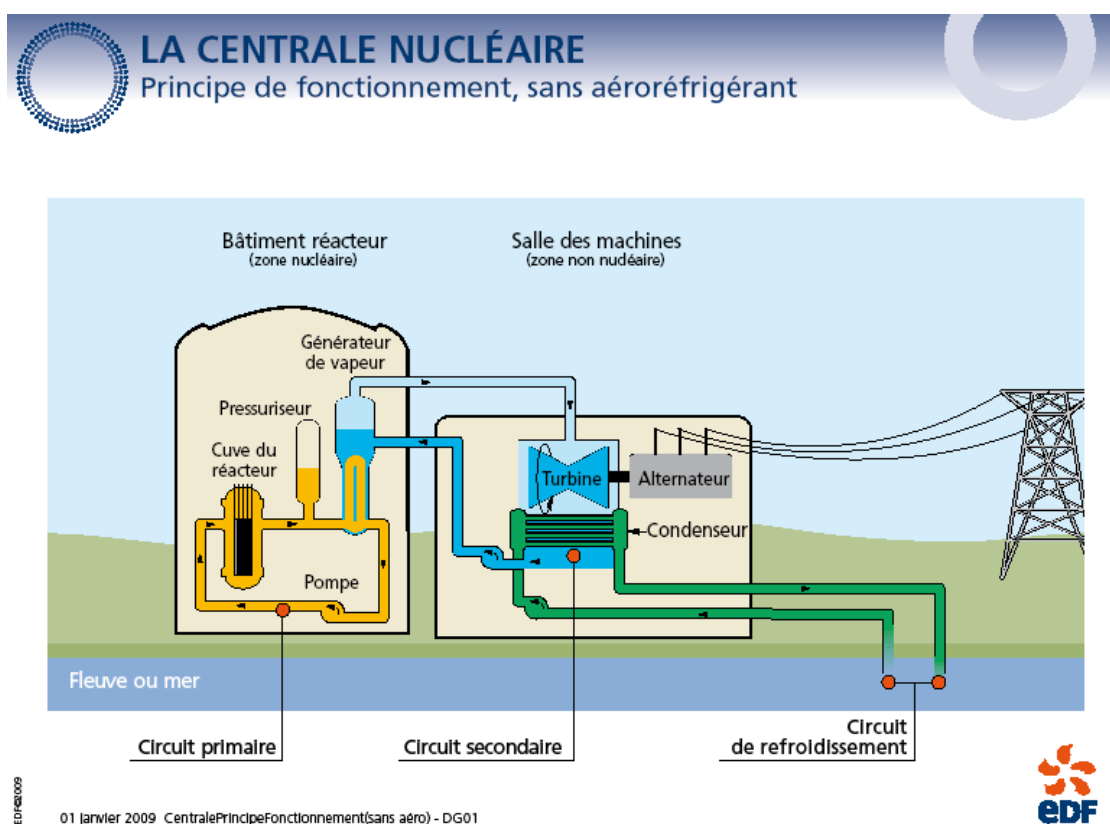 LA CENTRALE NUCLÉAIRE
Principe de fonctionnement, sans aéroréfrigérant
Bâtiment réacteur
(zone nucléaire)
Salle des machines
(zone non nucléaire)
Générateur
de vapeur
Pressuriseur
Cuve du
réacteur
Turbine
Alternateur
Condenseur
Pompe
Fleuve ou mer
Circuit primaire
Circuit secondaire
Circuit
de refroidissement
EDF©2009
01 janvier 2009 CentralePrincipeFonctionnement(sans aéro) - DG01
eDF